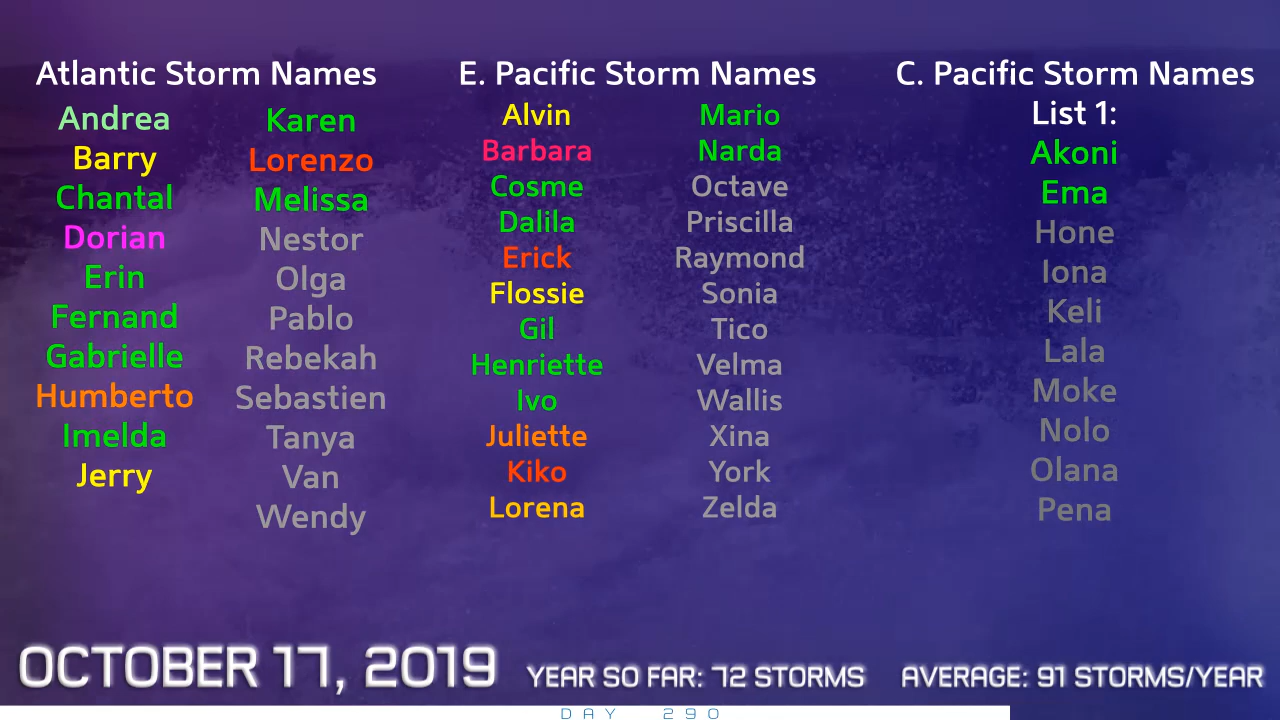 Atlantic Storm Names
Andrea
Barry
Chantal
Dorian
Erin
Fernand
Gabrielle
Humberto
Imelda
Jerry
Karen
Lorenzo
Melissa
Nestor
Olga
Pablo
Rebekah
Sebastien
Tanya
Van
Wendy
E. Pacific Storm Names
Alvin
Barbara
Cosme
Dalila
Erick
Flossie
Gil
Henriette
Ivo
Juliette
Kiko
Lorena
Mario
Narda
Octave
Priscilla
Raymond
Sonia
Tico
Velma
Wallis
Xina
York
Zelda
C. Pacific Storm Names
List 1:
Akoni
Ema
Hone
Iona
Keli
Lala
Moke
Nolo
Olana
Pena
OCTOBER 17, 2019
YEAR SO FAR: 72 STORMS
AVERAGE: 91 STORMS/YEAR
DAY 290